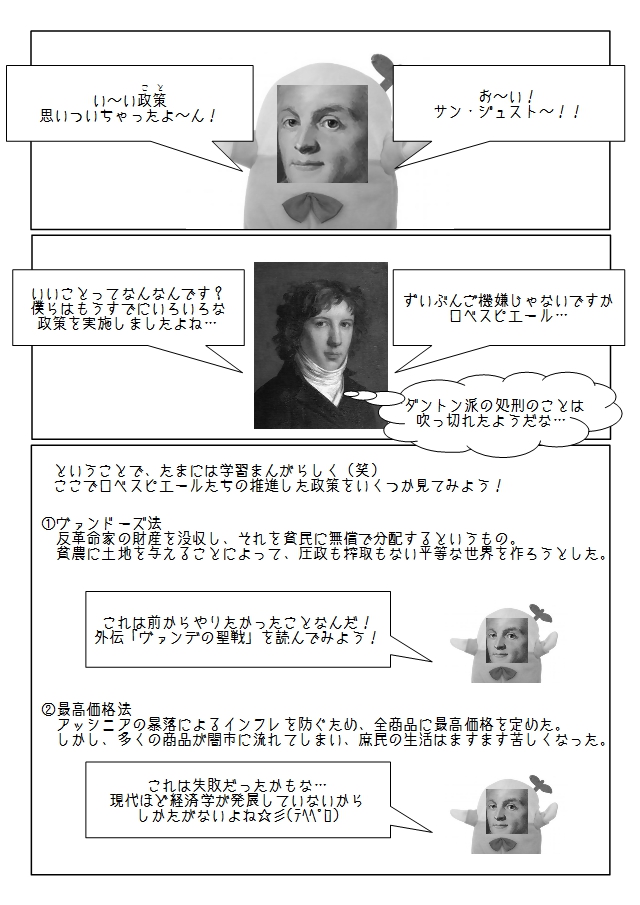 お～い！
サン・ジュスト～！！
い～い政策
こと
思いついちゃったよ～ん！
ずいぶんご機嫌じゃないですか
ロベスピエール…
いいことってなんなんです？
僕らはもうすでにいろいろな
政策を実施しましたよね…
ダントン派の処刑のことは
吹っ切れたようだな…
ということで、たまには学習まんがらしく（笑）
ここでロベスピエールたちの推進した政策をいくつか見てみよう！
①ヴァンドーズ法
反革命家の財産を没収し、それを貧民に無償で分配するというもの。
貧農に土地を与えることによって、圧政も搾取もない平等な世界を作ろうとした。
これは前からやりたかったことなんだ！
外伝「ヴァンデの聖戦」を読んでみよう！
②最高価格法
アッシニアの暴落によるインフレを防ぐため、全商品に最高価格を定めた。
しかし、多くの商品が闇市に流れてしまい、庶民の生活はますます苦しくなった。
これは失敗だったかもな…
現代ほど経済学が発展していないから
しかたがないよね☆彡(ﾃﾍﾍﾟﾛ)